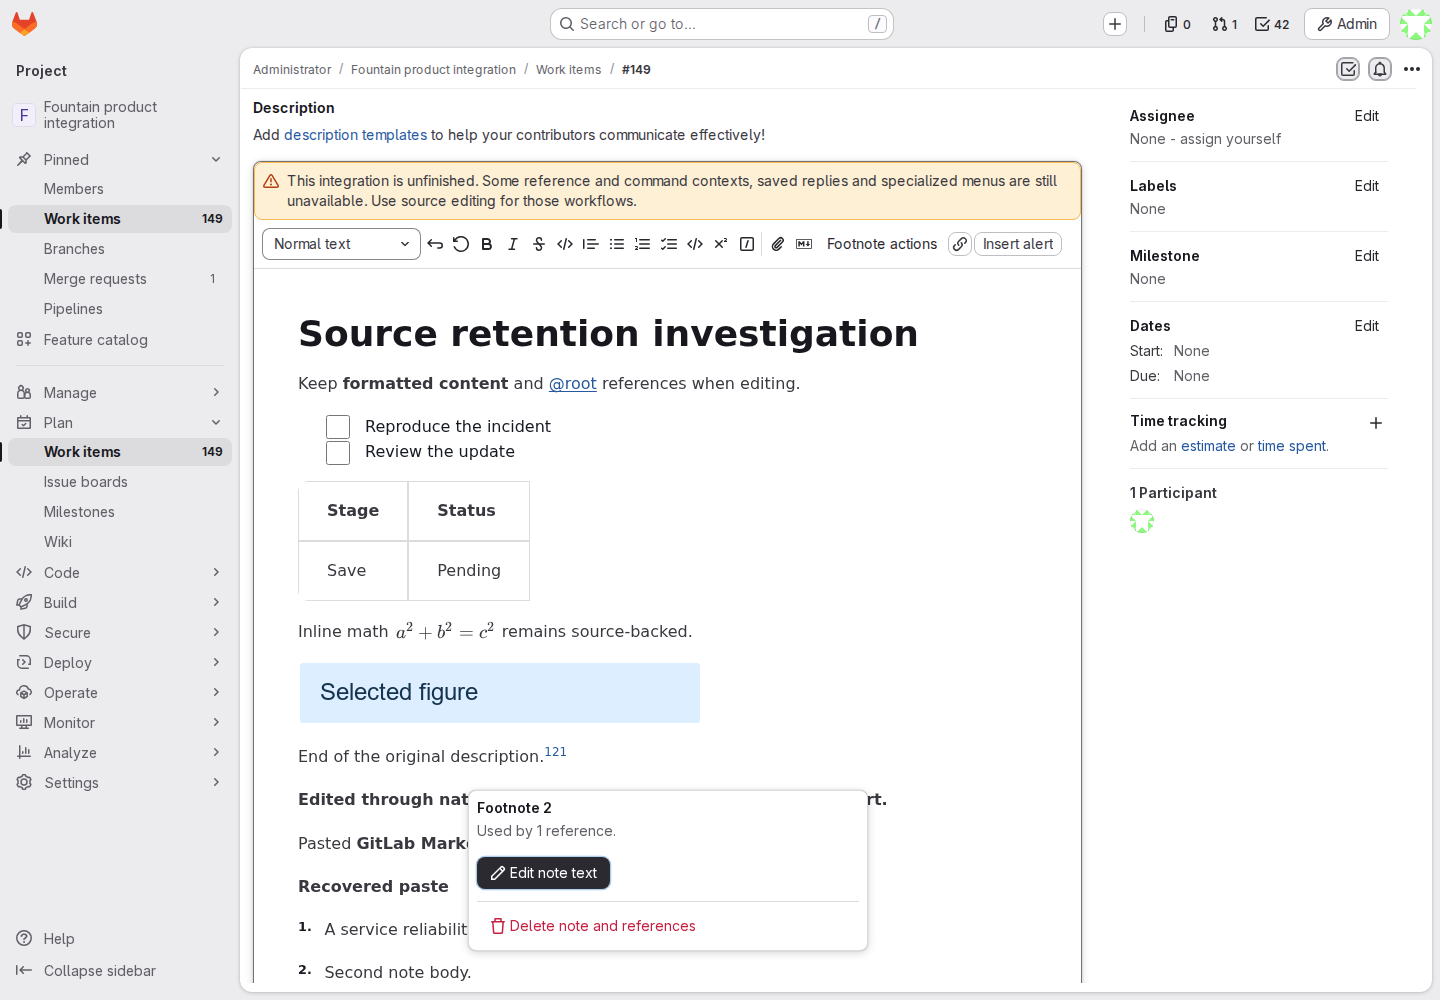 Search or go to...
/
0
1
42
Admin
Project
F
Fountain product
integration
Pinned
Members
Work items 149
Branches
Merge requests 1
Pipelines
Feature catalog
Manage
Plan
Work items 149
Issue boards
Milestones
Wiki
Code
Build
Secure
Deploy
Operate
Monitor
Analyze
Settings
Help
Collapse sidebar
Administrator / Fountain product integration / Work items / #149
Description
Add description templates to help your contributors communicate effectively!
This integration is unfinished. Some reference and command contexts, saved replies and specialized menus are still
unavailable. Use source editing for those workflows.
Normal text
Footnote actions
Insert alert
Source retention investigation
Keep formatted content and @root references when editing.
Reproduce the incident
Review the update
Stage Status
Save Pending
Inline math a² + b² = c² remains source-backed.
Selected figure
End of the original description.121
Edited through nat
rt.
Pasted GitLab Mark
Recovered paste
1. A service reliabilit
2. Second note body.
Footnote 2
Used by 1 reference.
Edit note text
Delete note and references
Assignee Edit
None - assign yourself
Labels Edit
None
Milestone Edit
None
Dates Edit
Start: None
Due: None
Time tracking
Add an estimate or time spent.
1 Participant